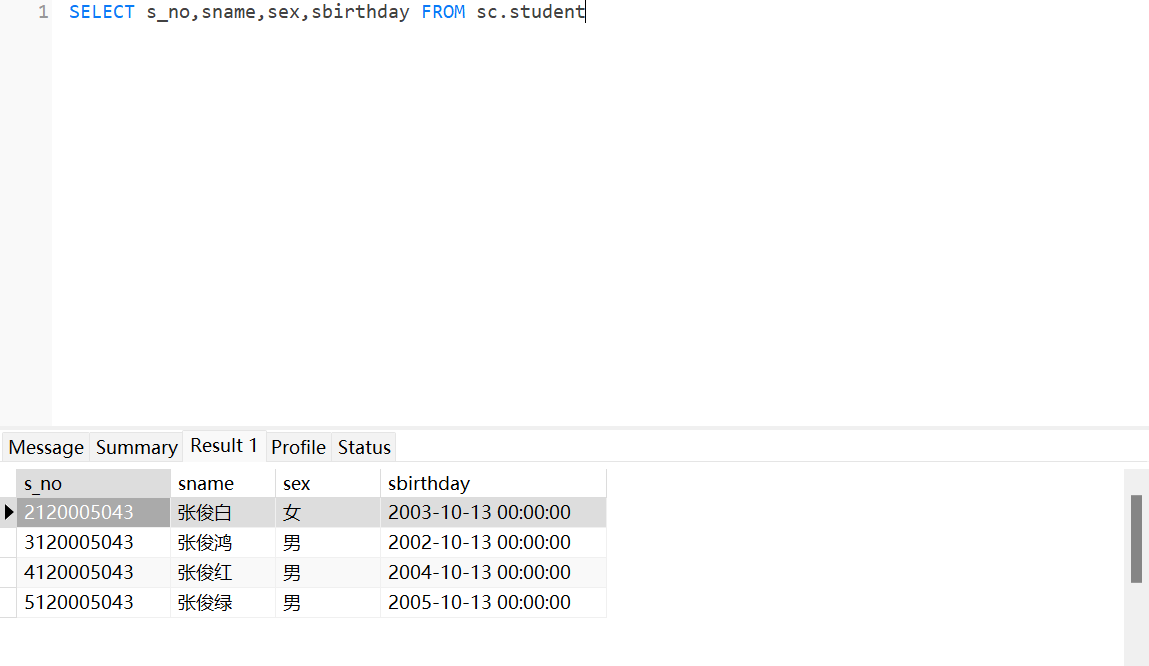 1 SELECT s_no,sname,sex,sbirthday FROM sc.student
Message Summary Result 1 Profile Status
s_no sname sex sbirthday
2120005043 张俊白 女 2003-10-13 00:00:00
3120005043 张俊鸿 男 2002-10-13 00:00:00
4120005043 张俊红 男 2004-10-13 00:00:00
5120005043 张俊绿 男 2005-10-13 00:00:00